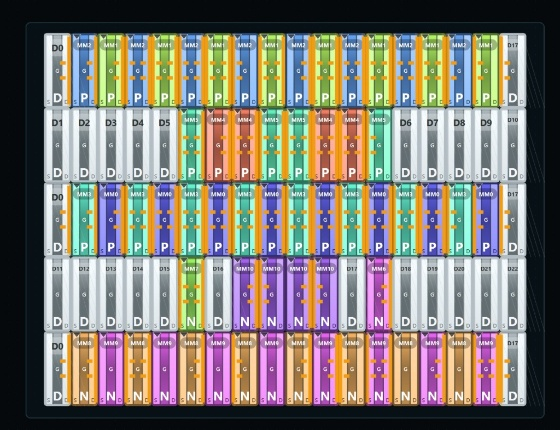 D0 MM2 MM1 MM2 MM1 MM2 MM1 MM2 MM1 MM2 MM1 MM2 MM1 MM2 MM1 MM2 MM1 D17
G G G G G G G G G G G G G G G G G G
D P P P P P P P P P P P P P P P P D
D1 D2 D3 D4 D5 MM5 MM4 MM4 MM5 MM5 MM4 MM4 MM5 D6 D7 D8 D9 D10
G G G G G G G G G G G G G G G G G G
D D D D D P P P P P P P P D D D D D
D0 MM3 MM0 MM3 MM0 MM0 MM3 MM0 MM3 MM0 MM3 MM0 MM3 MM0 MM3 MM0 D17
G G G G G G G G G G G G G G G G G G
D P P P P P P P P P P P P P P P P D
D11 D12 D13 D14 D15 MM7 D16 MM10 MM10 MM10 MM10 D17 MM6 D18 D19 D20 D21 D22
G G G G G G G G G G G G G G G G G G
D D D D D N D N N N N D N D D D D D
D0 MM8 MM9 MM8 MM9 MM8 MM9 MM8 MM9 MM8 MM9 MM8 MM9 MM8 MM9 MM8 MM9 D17
G G G G G G G G G G G G G G G G G G
D N N N N N N N N N N N N N N N N D